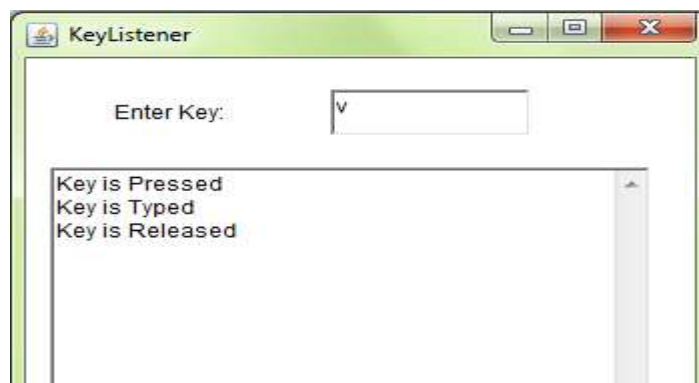 KeyListener
Enter Key:
v
Key is Pressed
Key is Typed
Key is Released